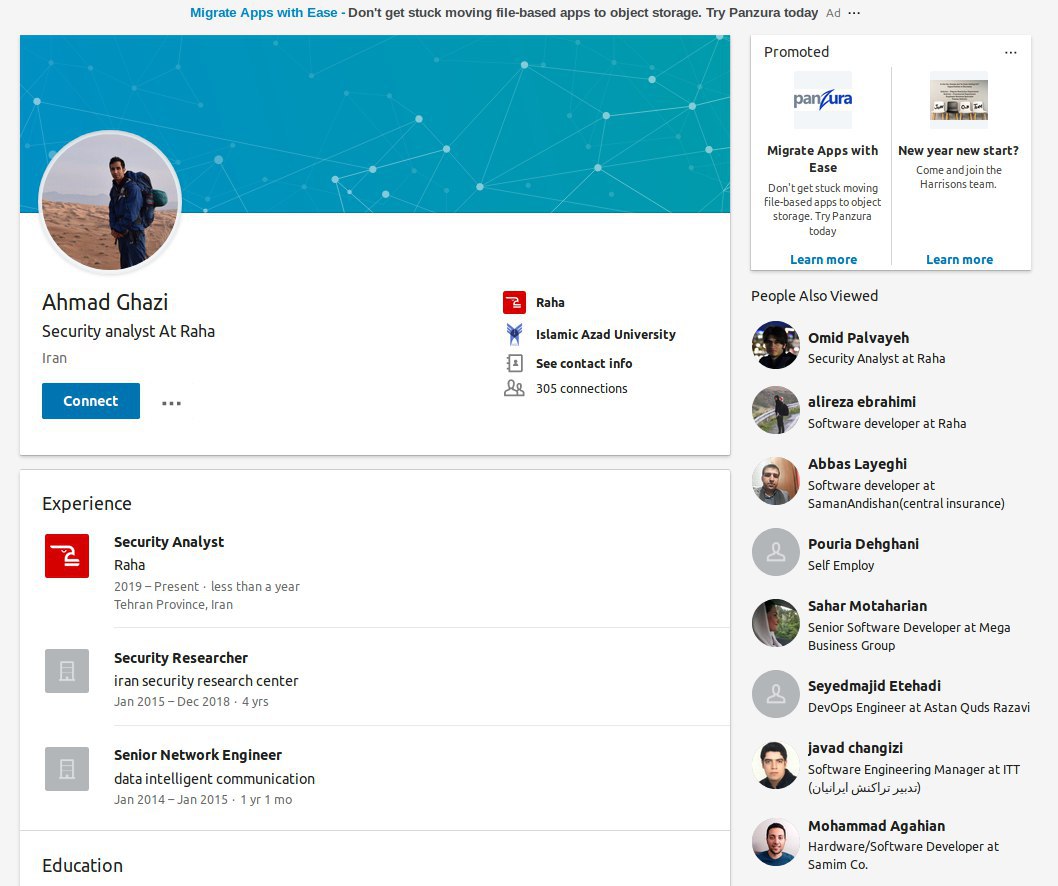 Migrate Apps with Ease - Don't get stuck moving file-based apps to object storage. Try Panzura today Ad ···
Ahmad Ghazi
Security analyst At Raha
Iran
Connect
...
Raha
Islamic Azad University
See contact info
305 connections
Experience
Security Analyst
Raha
2019 – Present · less than a year
Tehran Province, Iran
Security Researcher
iran security research center
Jan 2015 – Dec 2018 · 4 yrs
Senior Network Engineer
data intelligent communication
Jan 2014 – Jan 2015 · 1 yr 1 mo
Education
Promoted
...
panzura
Migrate Apps with
Ease
Don't get stuck moving
file-based apps to object
storage. Try Panzura
today
Learn more
New year new start?
Come and join the
Harrisons team.
Learn more
People Also Viewed
Omid Palvayeh
Security Analyst at Raha
alireza ebrahimi
Software developer at Raha
Abbas Layeghi
Software developer at
SamanAndishan(central insurance)
Pouria Dehghani
Self Employ
Sahar Motaharian
Senior Software Developer at Mega
Business Group
Seyedmajid Etehadi
DevOps Engineer at Astan Quds Razavi
javad changizi
Software Engineering Manager at ITT
(تدبیر تراکنش ایرانیان)
Mohammad Agahian
Hardware/Software Developer at
Samim Co.